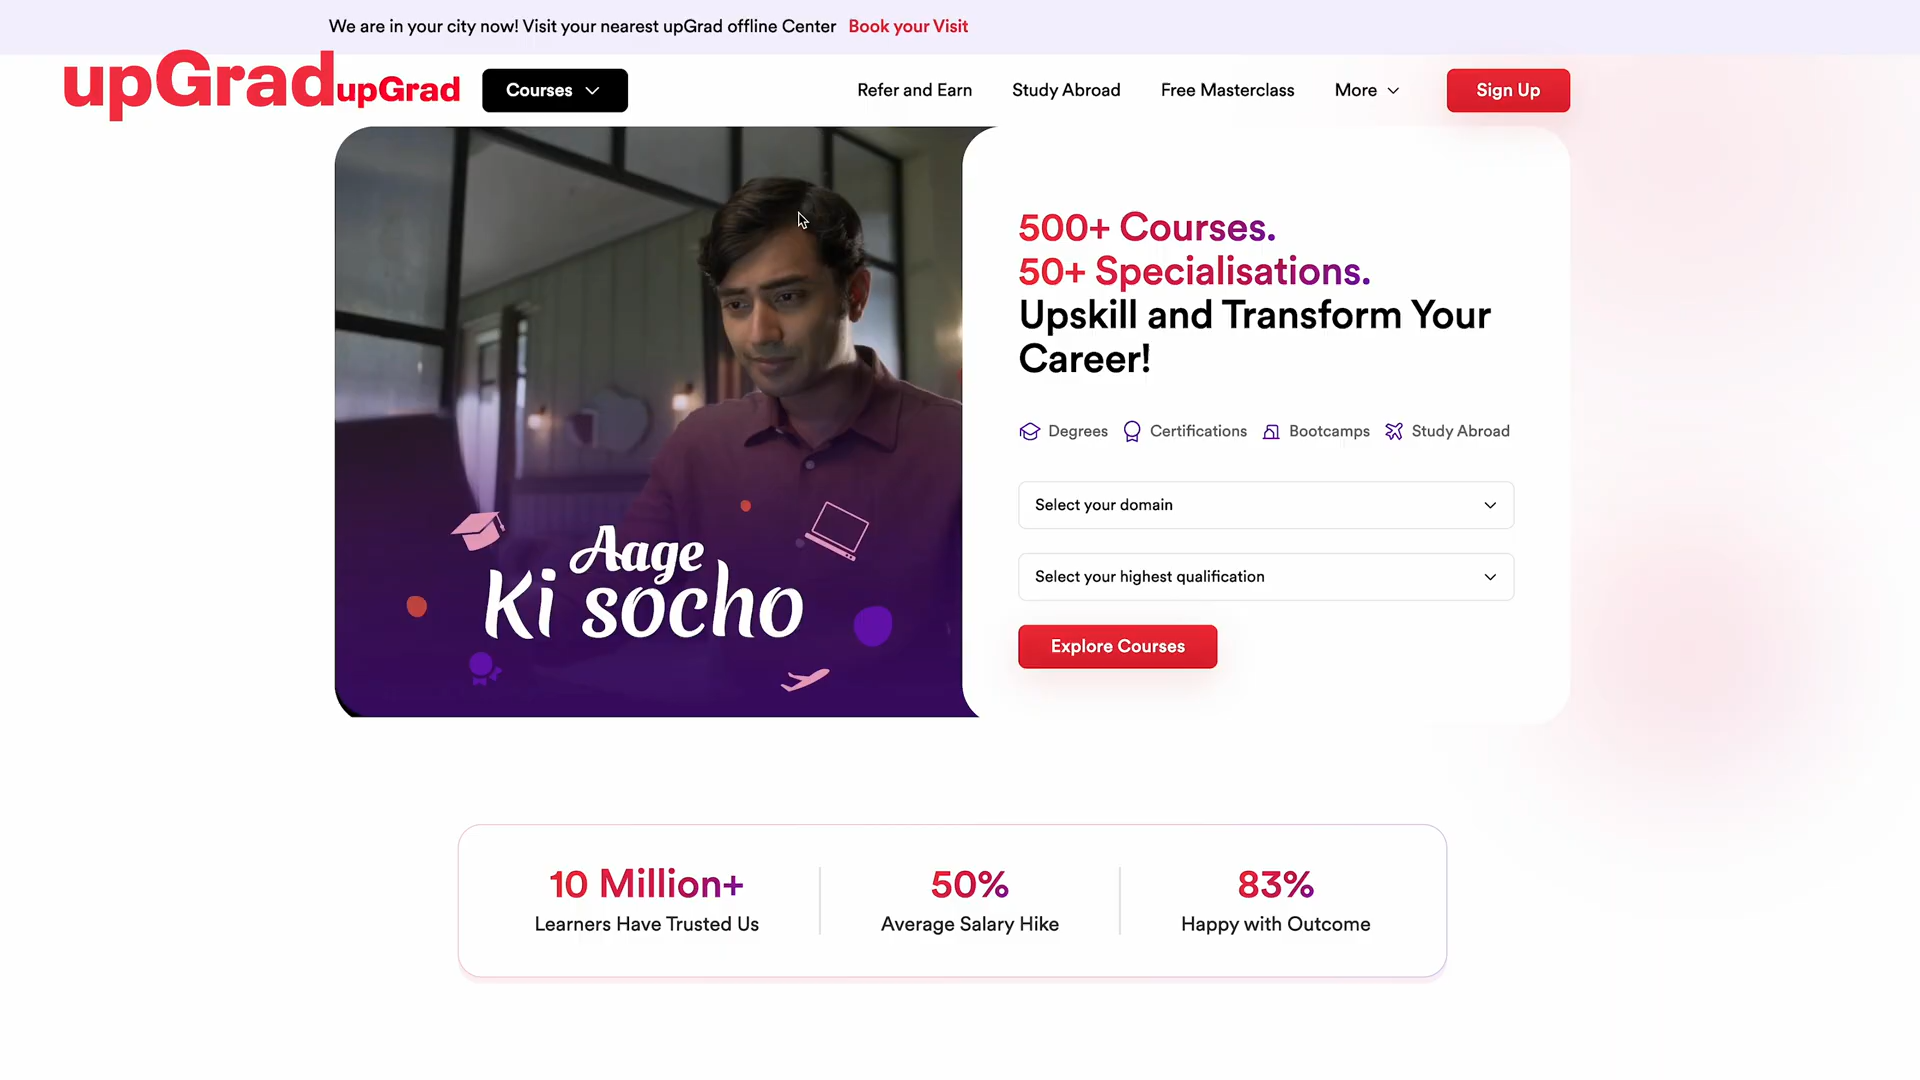 We are in your city now! Visit your nearest upGrad offline Center Book your Visit
upGrad
upGrad Courses Refer and Earn Study Abroad Free Masterclass More Sign Up
500+ Courses.
50+ Specialisations.
Upskill and Transform Your
Career!
Degrees Certifications Bootcamps Study Abroad
Select your domain
Select your highest qualification
Explore Courses
Aage
Ki socho
10 Million+
Learners Have Trusted Us
50%
Average Salary Hike
83%
Happy with Outcome